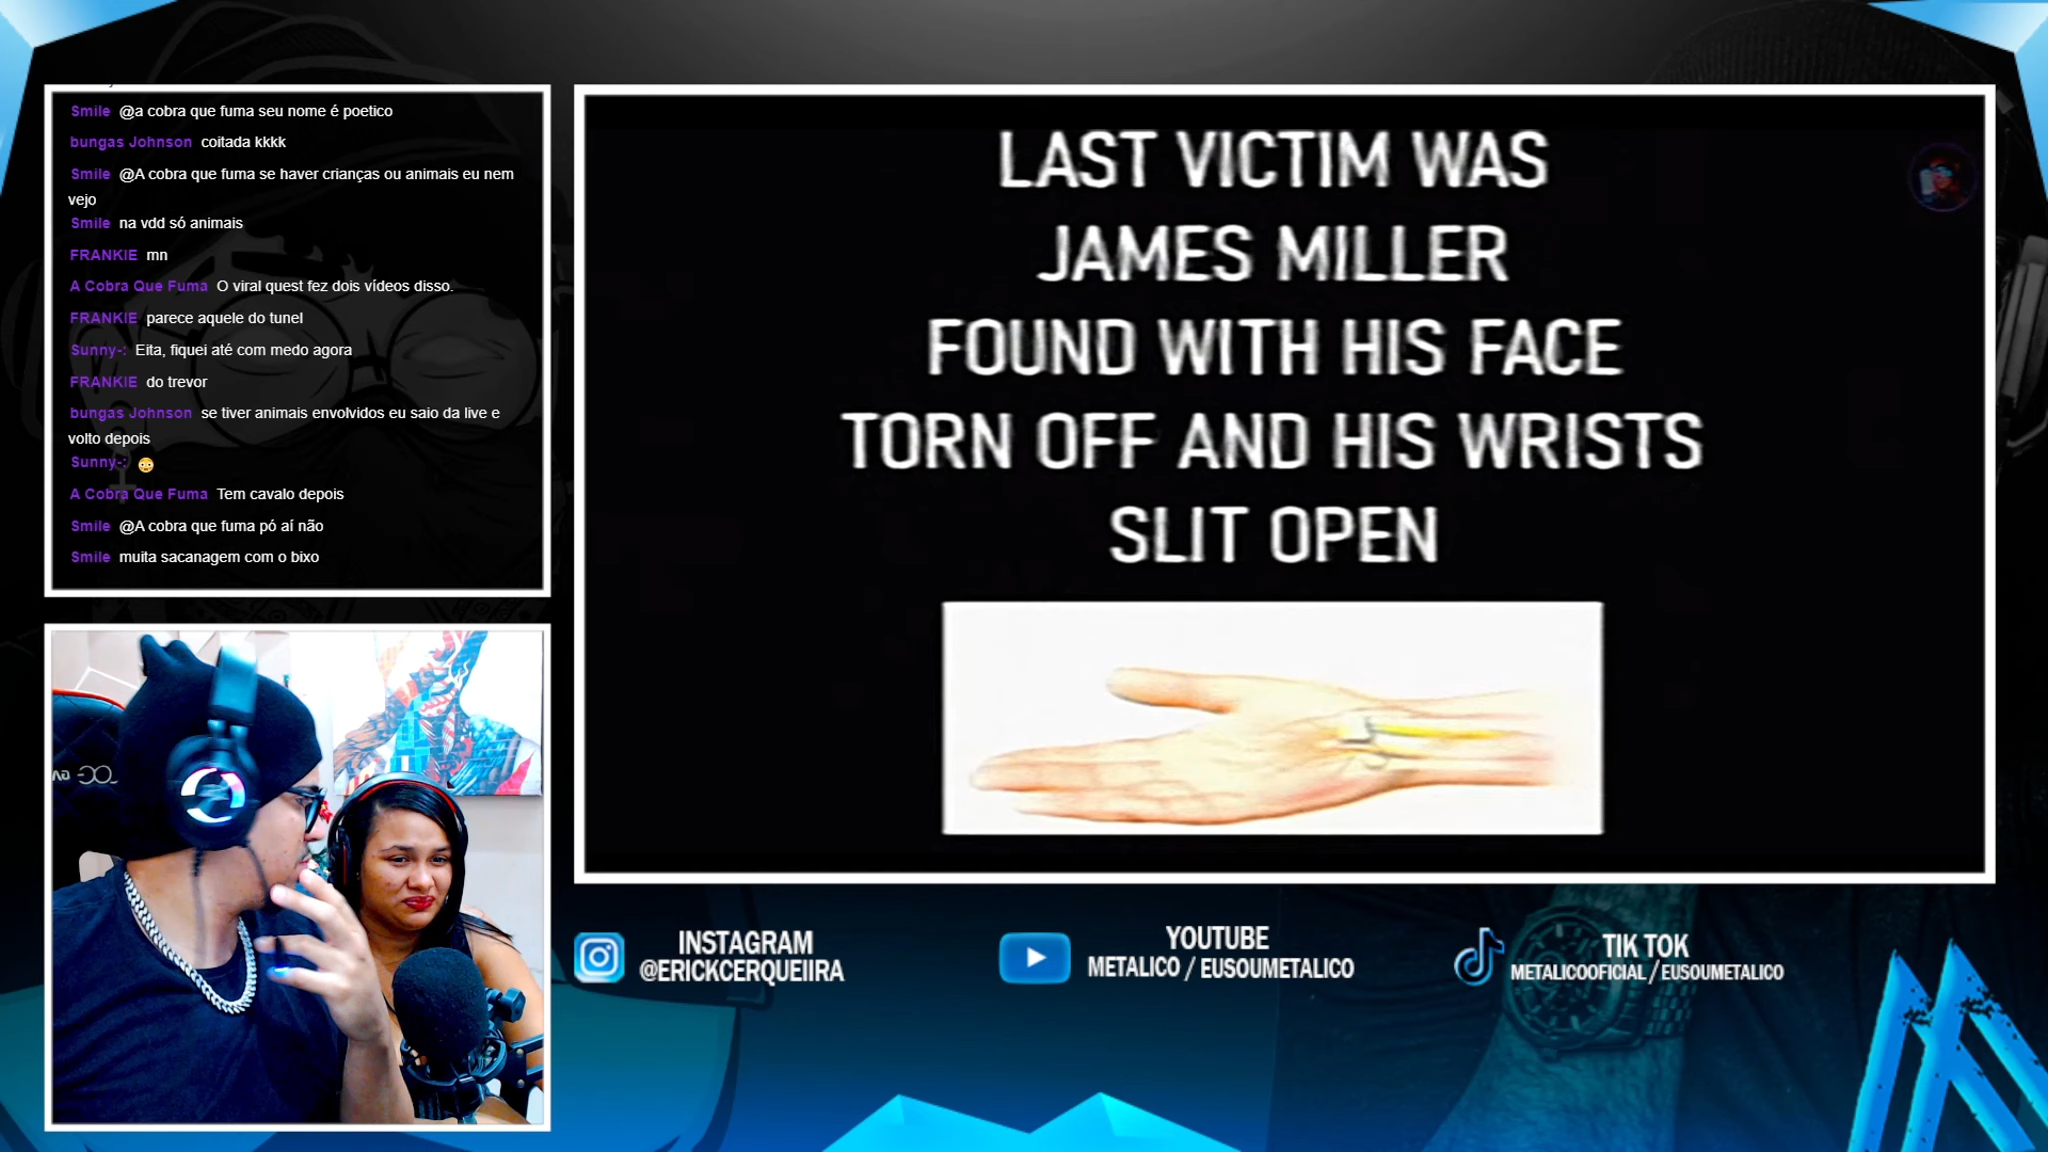 Smile @a cobra que fuma seu nome é poetico
bungas Johnson coitada kkkk
Smile @A cobra que fuma se haver crianças ou animais eu nem
vejo
Smile na vdd só animais
FRANKIE mn
A Cobra Que Fuma O viral quest fez dois vídeos disso.
FRANKIE parece aquele do tunel
Sunny-: Eita, fiquei até com medo agora
FRANKIE do trevor
bungas Johnson se tiver animais envolvidos eu saio da live e
volto depois
Sunny-: 😳
A Cobra Que Fuma Tem cavalo depois
Smile @A cobra que fuma pó aí não
Smile muita sacanagem com o bixo
LAST VICTIM WAS
JAMES MILLER
FOUND WITH HIS FACE
TORN OFF AND HIS WRISTS
SLIT OPEN
INSTAGRAM
@ERICKCERQUEIIRA
YOUTUBE
METALICO / EUSOUMETALICO
TIK TOK
METALICOOFICIAL / EUSOUMETALICO